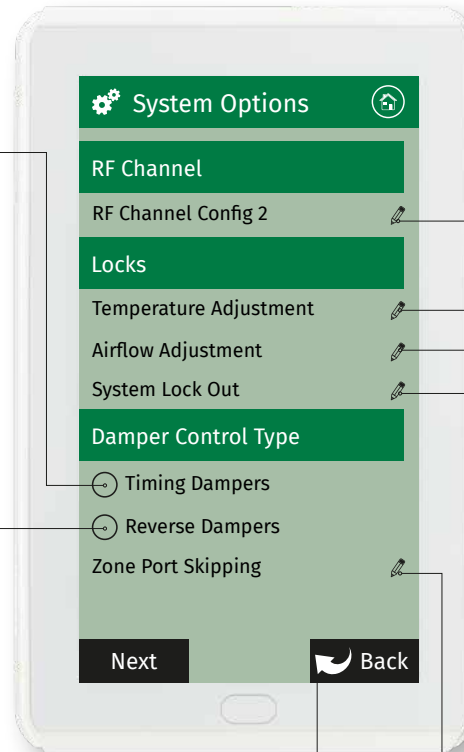 System Options
RF Channel
RF Channel Config 2
Locks
Temperature Adjustment
Airflow Adjustment
System Lock Out
Damper Control Type
Timing Dampers
Reverse Dampers
Zone Port Skipping
Next
Back